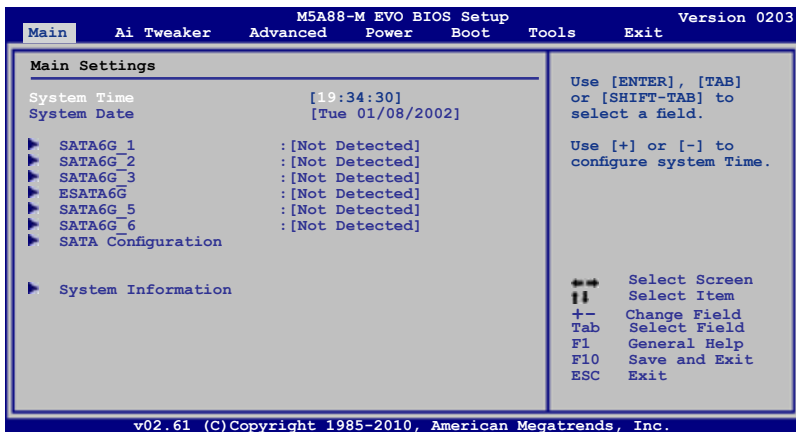 M5A88-M EVO BIOS Setup Version 0203
Main Ai Tweaker Advanced Power Boot Tools Exit
Main Settings
System Time [19:34:30]
System Date [Tue 01/08/2002]
SATA6G_1 :[Not Detected]
SATA6G_2 :[Not Detected]
SATA6G_3 :[Not Detected]
ESATA6G :[Not Detected]
SATA6G_5 :[Not Detected]
SATA6G_6 :[Not Detected]
SATA Configuration
System Information
Use [ENTER], [TAB]
or [SHIFT-TAB] to
select a field.
Use [+] or [-] to
configure system Time.
←→ Select Screen
↑↓ Select Item
+- Change Field
Tab Select Field
F1 General Help
F10 Save and Exit
ESC Exit
v02.61 (C)Copyright 1985-2010, American Megatrends, Inc.